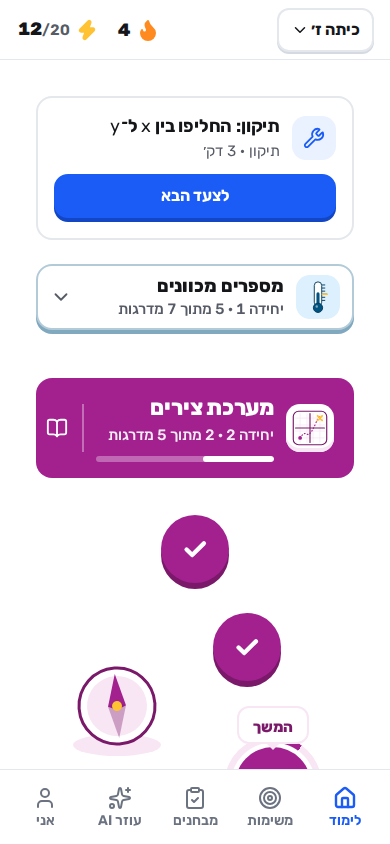 כיתה ז׳
4
12/20
תיקון: החליפו בין x ל־y
תיקון • 3 דק׳
לצעד הבא
מספרים מכוונים
יחידה 1 • 5 מתוך 7 מדרגות
מערכת צירים
יחידה 2 • 2 מתוך 5 מדרגות
המשך
לימוד
משימות
מבחנים
עוזר AI
אני